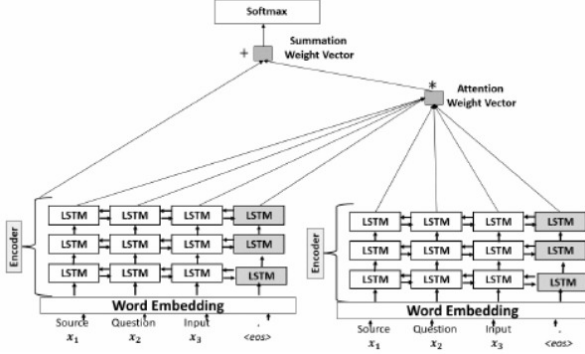 Softmax
+
Summation
Weight Vector
*
Attention
Weight Vector
Encoder
LSTM LSTM LSTM LSTM
LSTM LSTM LSTM LSTM
LSTM LSTM LSTM LSTM
Word Embedding
Source Question Input .
x₁ x₂ x₃ <eos>
Encoder
LSTM LSTM LSTM LSTM
LSTM LSTM LSTM LSTM
LSTM LSTM LSTM LSTM
Word Embedding
Source Question Input .
x₁ x₂ x₃ <eos>